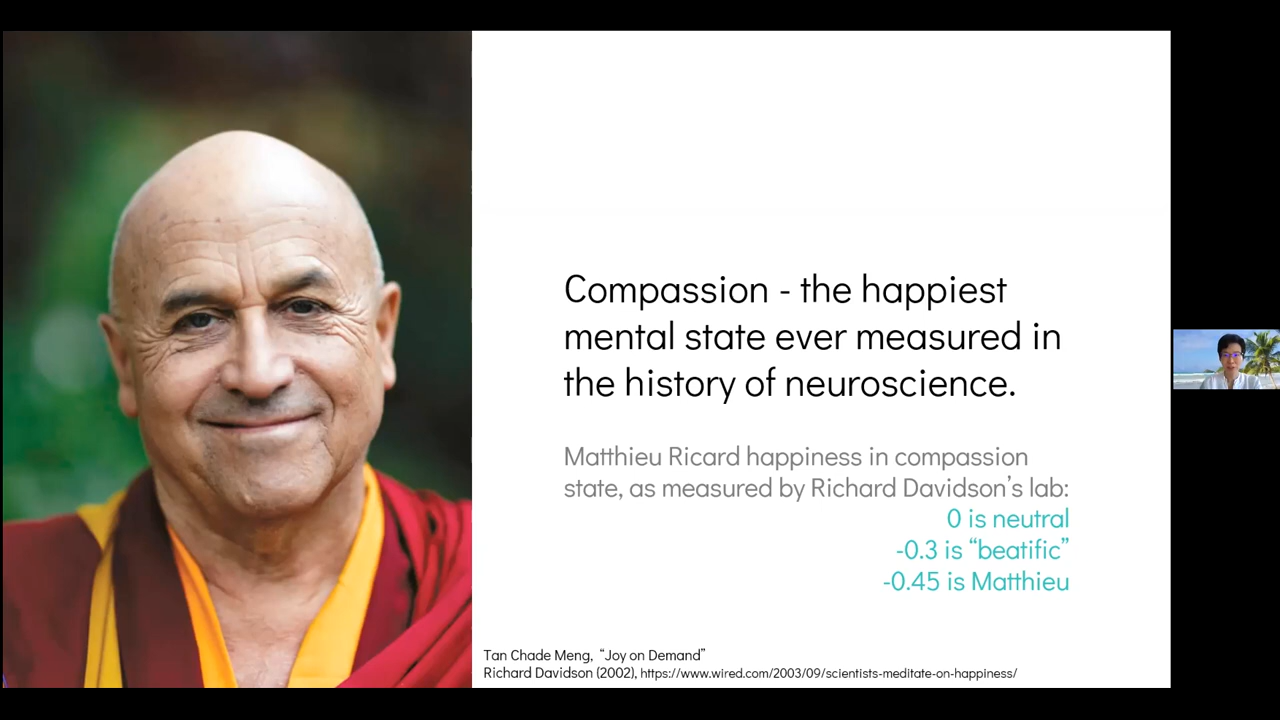 Compassion - the happiest
mental state ever measured in
the history of neuroscience.
Matthieu Ricard happiness in compassion
state, as measured by Richard Davidson’s lab:
0 is neutral
-0.3 is “beatific”
-0.45 is Matthieu
Tan Chade Meng, “Joy on Demand”
Richard Davidson (2002), https://www.wired.com/2003/09/scientists-meditate-on-happiness/